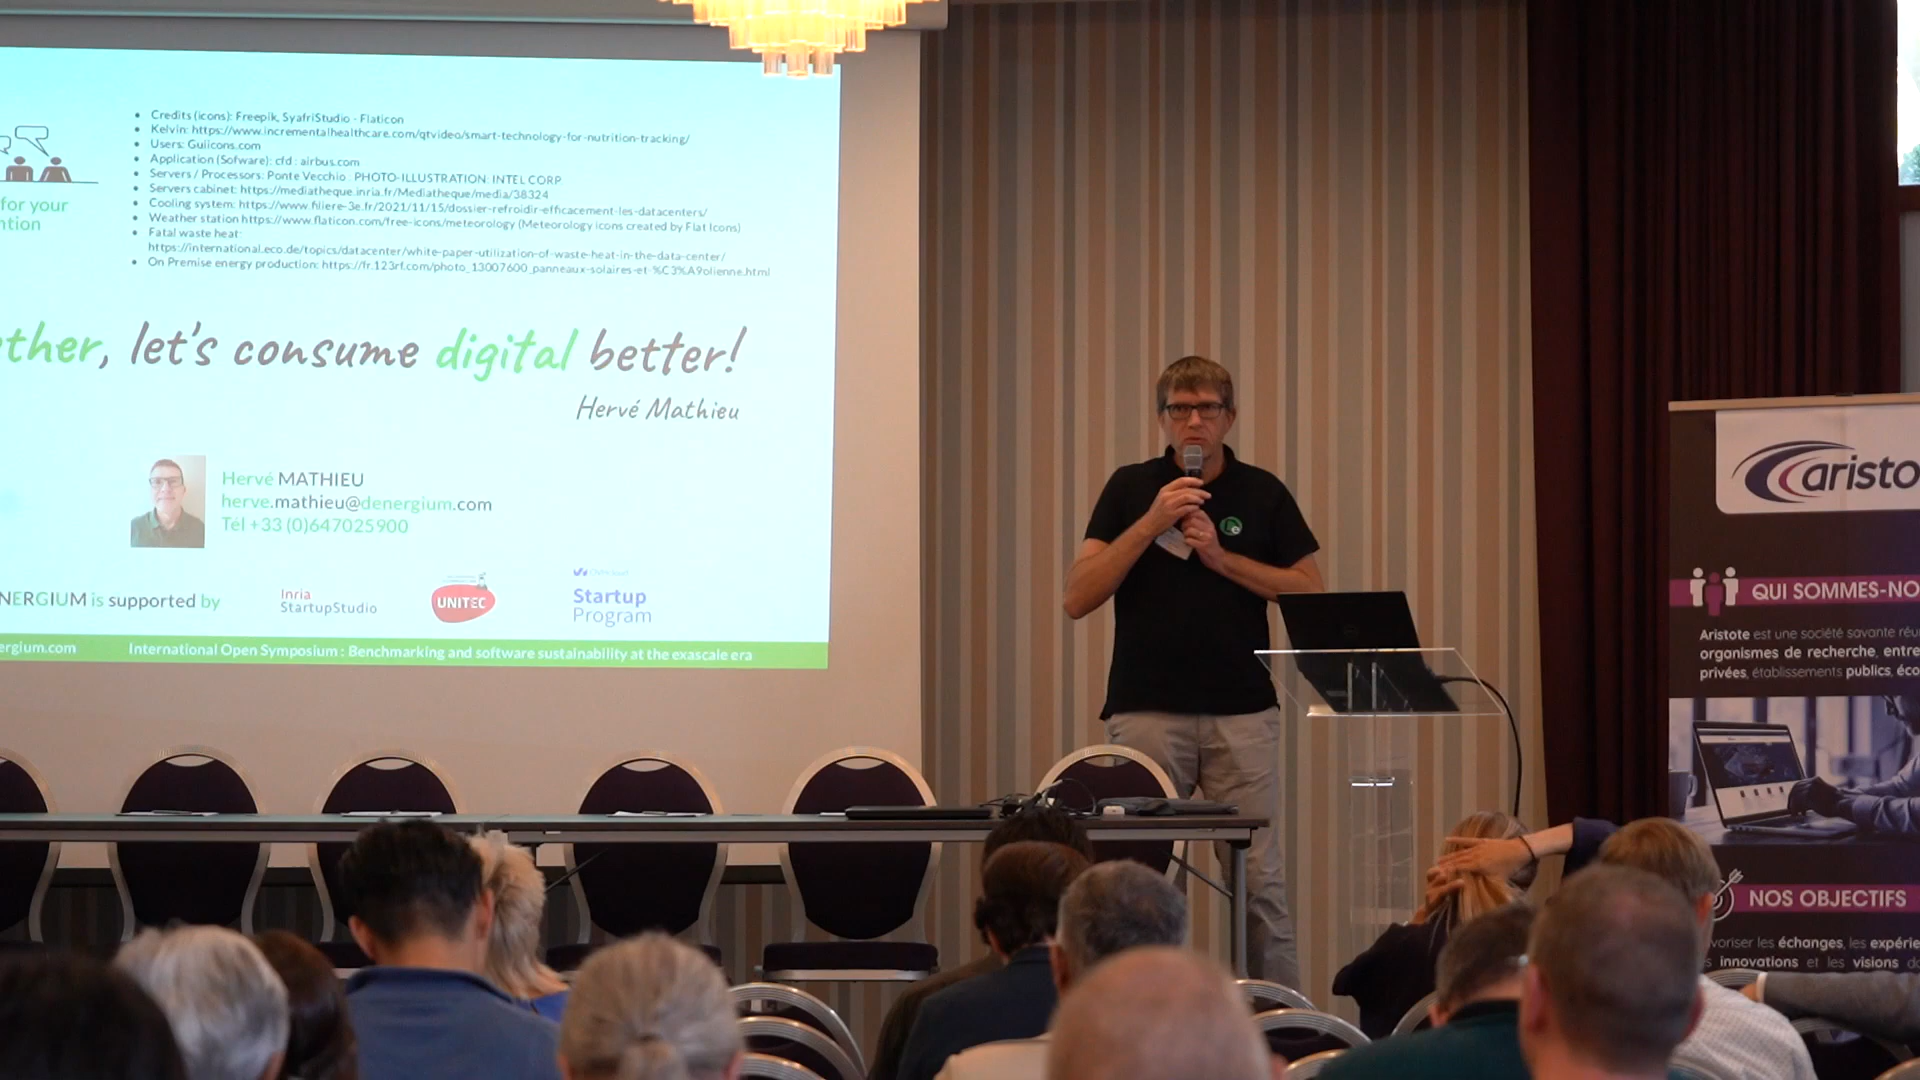 Credits (icons): Freepik, SyafriStudio - Flaticon
Kelvin: https://www.incrementalhealthcare.com/qtvideo/smart-technology-for-nutrition-tracking/
Users: Guiicons.com
Application (Sofware): cfd : airbus.com
Servers / Processors: Ponte Vecchio PHOTO-ILLUSTRATION: INTEL CORP
Servers cabinet: https://mediatheque.inria.fr/Mediatheque/media/38324
Cooling system: https://www.filiere-3e.fr/2021/11/15/dossier-refroidir-efficacement-les-datacenters/
Weather station https://www.flaticon.com/free-icons/meteorology (Meteorology icons created by Flat Icons)
Fatal waste heat:
https://international.eco.de/topics/datacenter/white-paper-utilization-of-waste-heat-in-the-data-center/
On Premise energy production: https://fr.123rf.com/photo_13007600_panneaux-solaires-et-%C3%A9olienne.html
for your
ntion
ther, let's consume digital better!
Hervé Mathieu
Hervé MATHIEU
herve.mathieu@denergium.com
Tél +33 (0)647025900
NERGIUM is supported by
Inria
StartupStudio
UNITEC
Startup
Program
ergium.com
International Open Symposium : Benchmarking and software sustainability at the exascale era
aristo
QUI SOMMES-NO
Aristote est une société savante réu
organismes de recherche, entre
privées, établissements publics, éco
NOS OBJECTIFS
voriser les échanges, les expérie
s innovations et les visions d